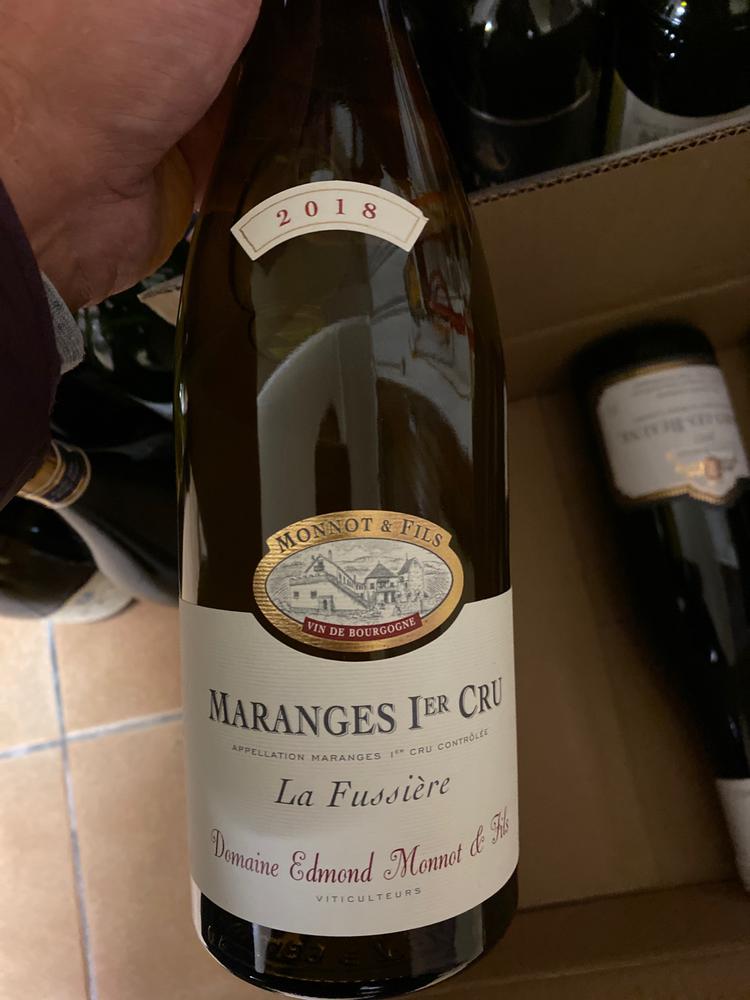 2018
MONNOT & FILS
VIN DE BOURGOGNE
MARANGES IER CRU
APPELLATION MARANGES 1ER CRU CONTRÔLÉE
La Fussière
Domaine Edmond Monnot & Fils
VITICULTEURS